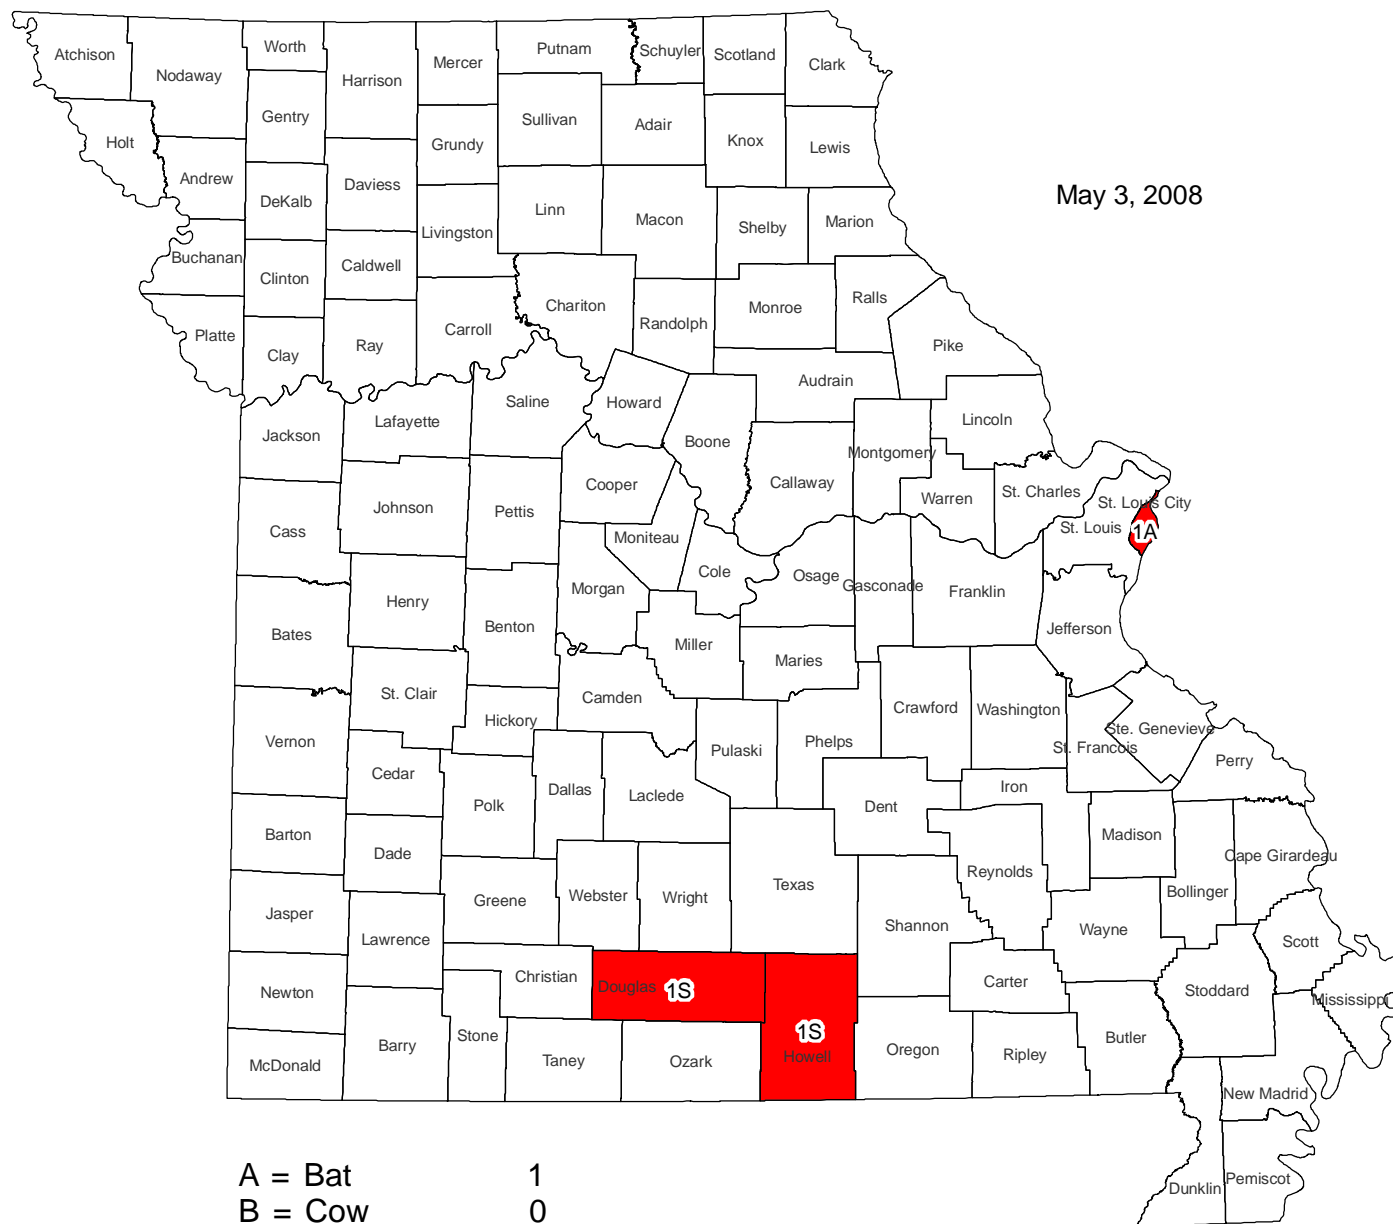 Atchison
Nodaway
Worth
Harrison
Mercer
Putnam
Schuyler
Scotland
Clark
Gentry
Sullivan
Adair
Knox
Lewis
Holt
Grundy
Andrew
DeKalb
Daviess
Linn
Macon
Shelby
Marion
May 3, 2008
Livingston
Buchanan
Clinton
Caldwell
Chariton
Randolph
Monroe
Ralls
Platte
Clay
Ray
Carroll
Pike
Audrain
Saline
Howard
Lafayette
Jackson
Boone
Lincoln
Montgomery
Cooper
Callaway
Warren
St. Charles
St. Louis City
Johnson
Pettis
Cass
Moniteau
St. Louis
1A
Cole
Osage
Gasconade
Franklin
Henry
Morgan
Benton
Bates
Miller
Maries
Jefferson
St. Clair
Camden
Crawford
Washington
Hickory
Vernon
Pulaski
Phelps
Ste. Genevieve
St. Francois
Perry
Cedar
Polk
Dallas
Laclede
Dent
Iron
Barton
Dade
Madison
Cape Girardeau
Texas
Reynolds
Bollinger
Jasper
Greene
Webster
Wright
Shannon
Wayne
Lawrence
Scott
Christian
Douglas
1S
Carter
Newton
Stoddard
Mississippi
1S
Howell
Stone
Barry
Taney
Ozark
Oregon
Ripley
Butler
McDonald
New Madrid
Dunklin
Pemiscot
A = Bat 1
B = Cow 0